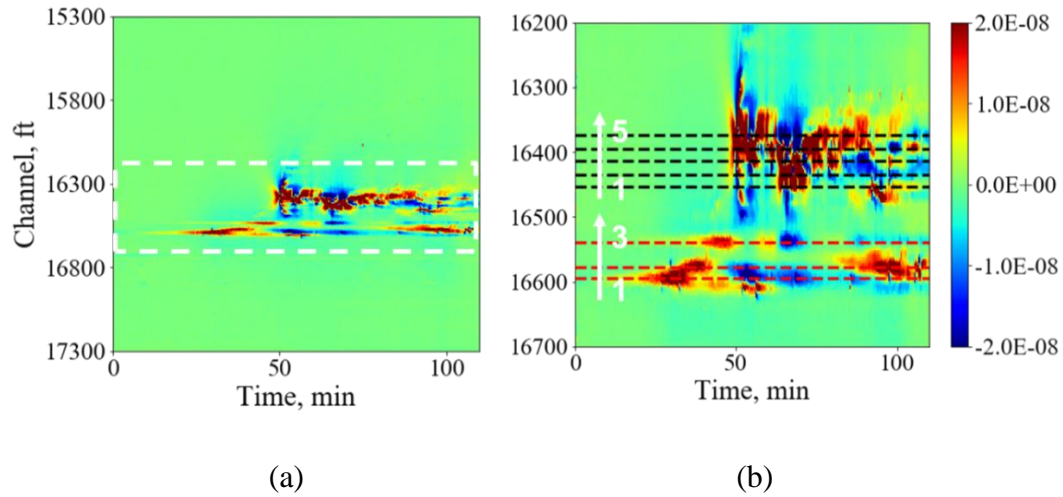 15300
15800
16300
16800
17300
Channel, ft
0
50
100
Time, min
(a)
16200
16300
16400
16500
16600
16700
5
1
3
1
0
50
100
Time, min
2.0E-08
1.0E-08
0.0E+00
-1.0E-08
-2.0E-08
(b)